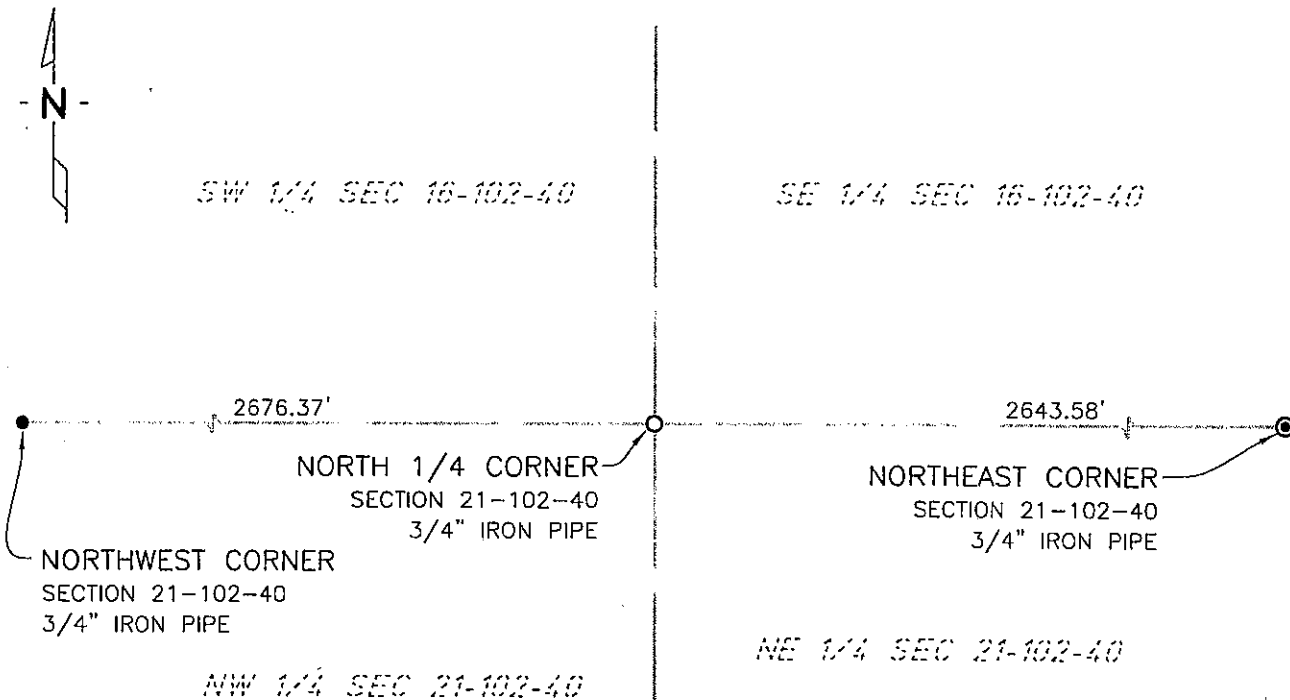 - N -
SW 1/4 SEC 16-102-40
SE 1/4 SEC 16-102-40
2676.37'
2643.58'
NORTH 1/4 CORNER
SECTION 21-102-40
3/4" IRON PIPE
NORTHEAST CORNER
SECTION 21-102-40
3/4" IRON PIPE
NORTHWEST CORNER
SECTION 21-102-40
3/4" IRON PIPE
NE 1/4 SEC 21-102-40
NW 1/4 SEC 21-102-40